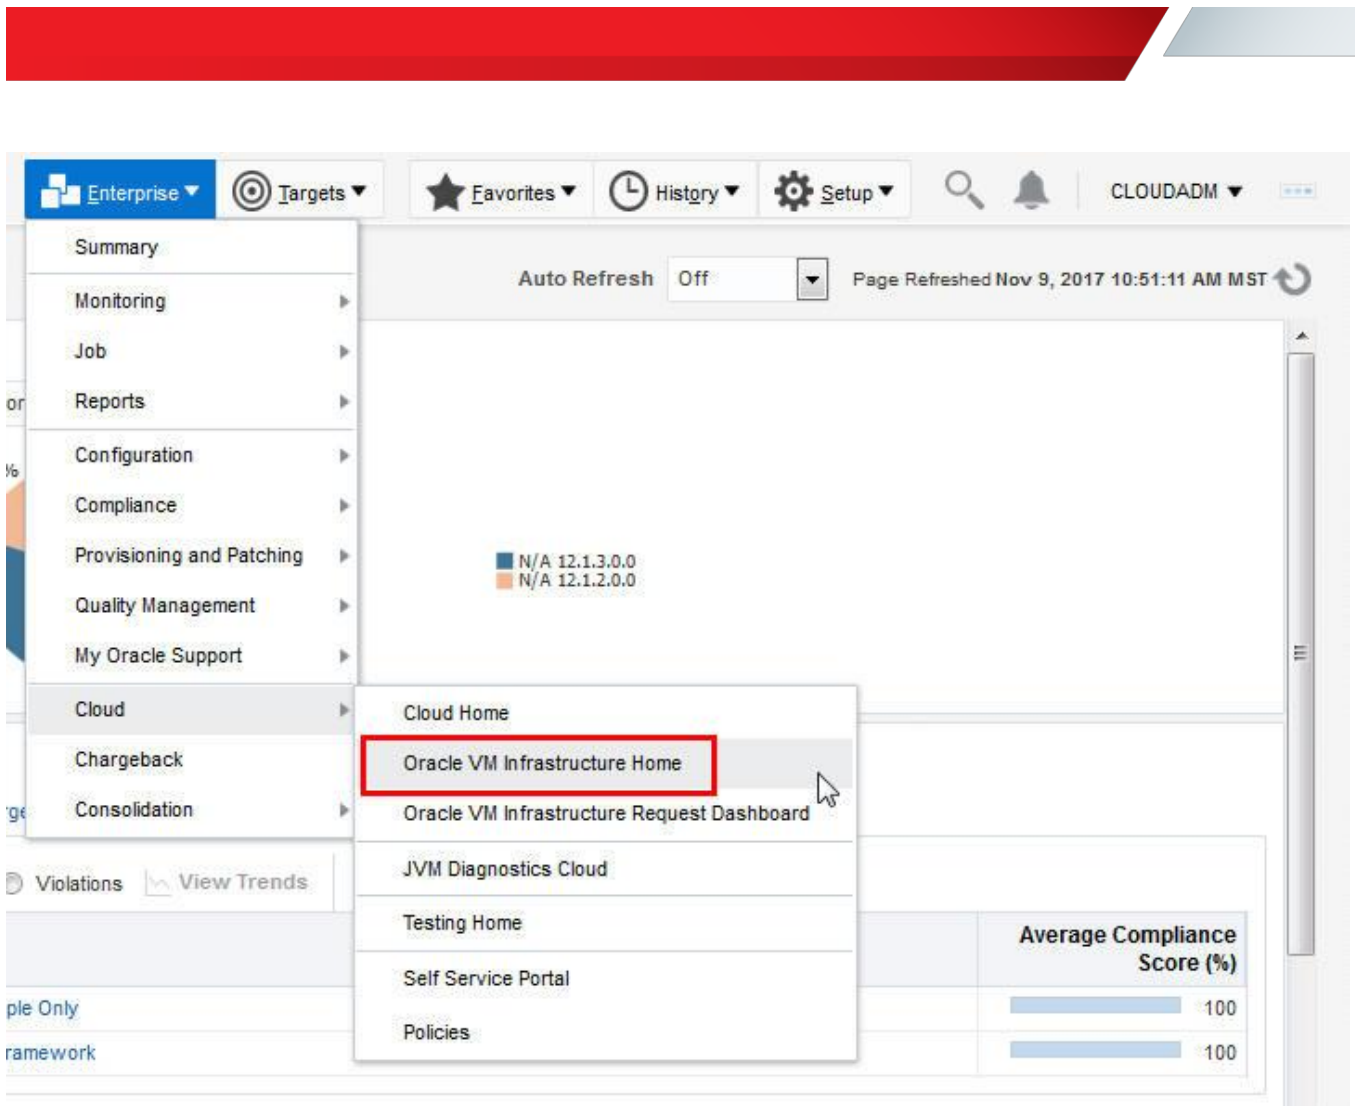 Enterprise
Targets
Favorites
History
Setup
CLOUDADM
Summary
Auto Refresh Off Page Refreshed Nov 9, 2017 10:51:11 AM MST
Monitoring
Job
Reports
or
Configuration
%
Compliance
Provisioning and Patching
N/A 12.1.3.0.0
N/A 12.1.2.0.0
Quality Management
My Oracle Support
Cloud
Chargeback
Consolidation
Cloud Home
Oracle VM Infrastructure Home
Oracle VM Infrastructure Request Dashboard
JVM Diagnostics Cloud
Testing Home
Self Service Portal
Policies
Violations View Trends
Average Compliance
Score (%)
ple Only 100
ramework 100